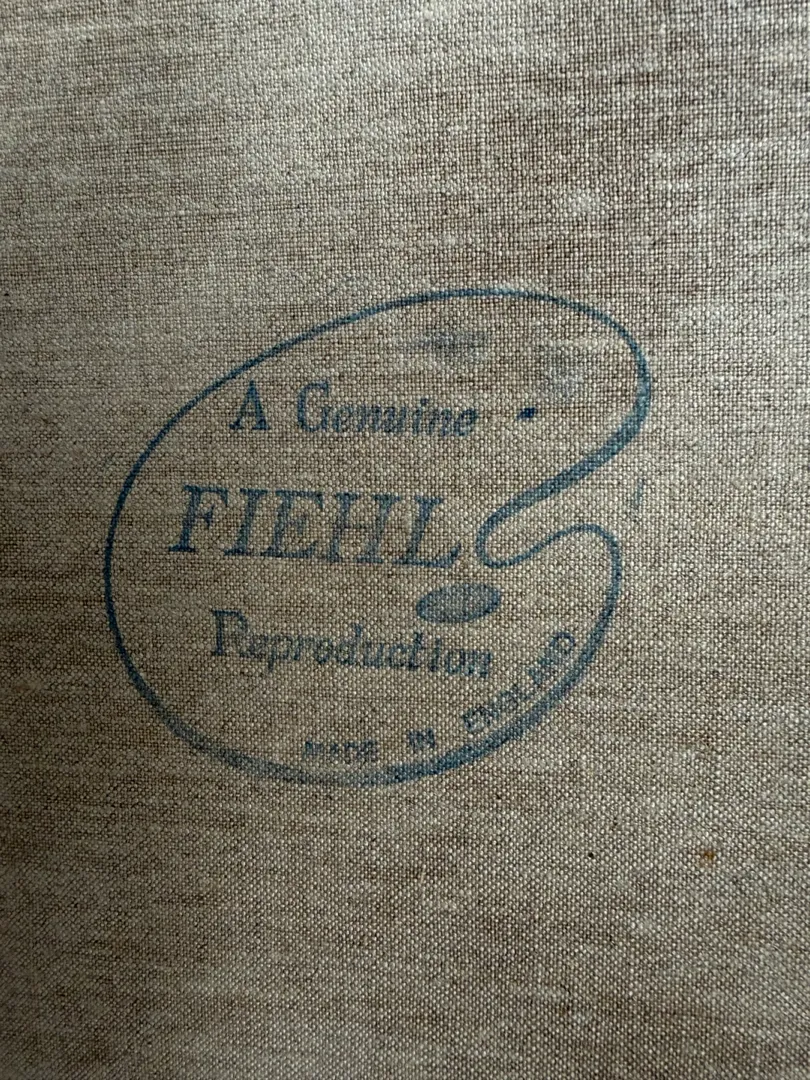 A Genuine
FIEHL
Reproduction
MADE IN ENGLAND